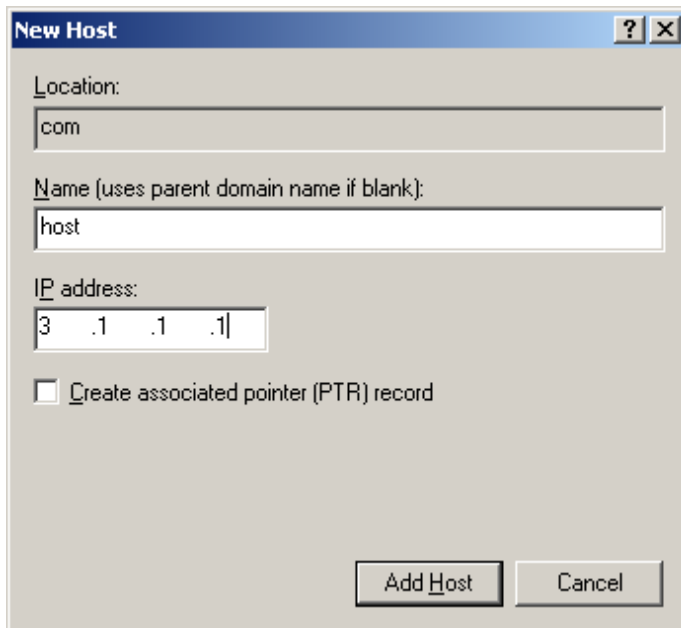 New Host
Location:
com
Name (uses parent domain name if blank):
host
IP address:
3 .1 .1 .1
Create associated pointer (PTR) record
Add Host Cancel